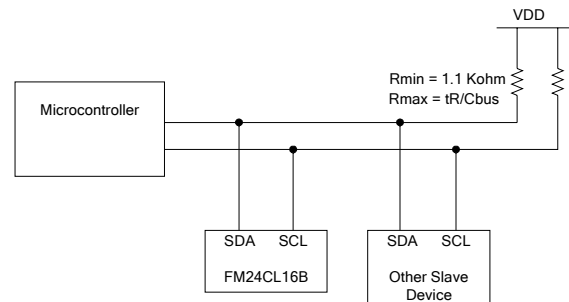 VDD
Rmin = 1.1 Kohm
Rmax = tR/Cbus
Microcontroller
SDA SCL
FM24CL16B
SDA SCL
Other Slave
Device